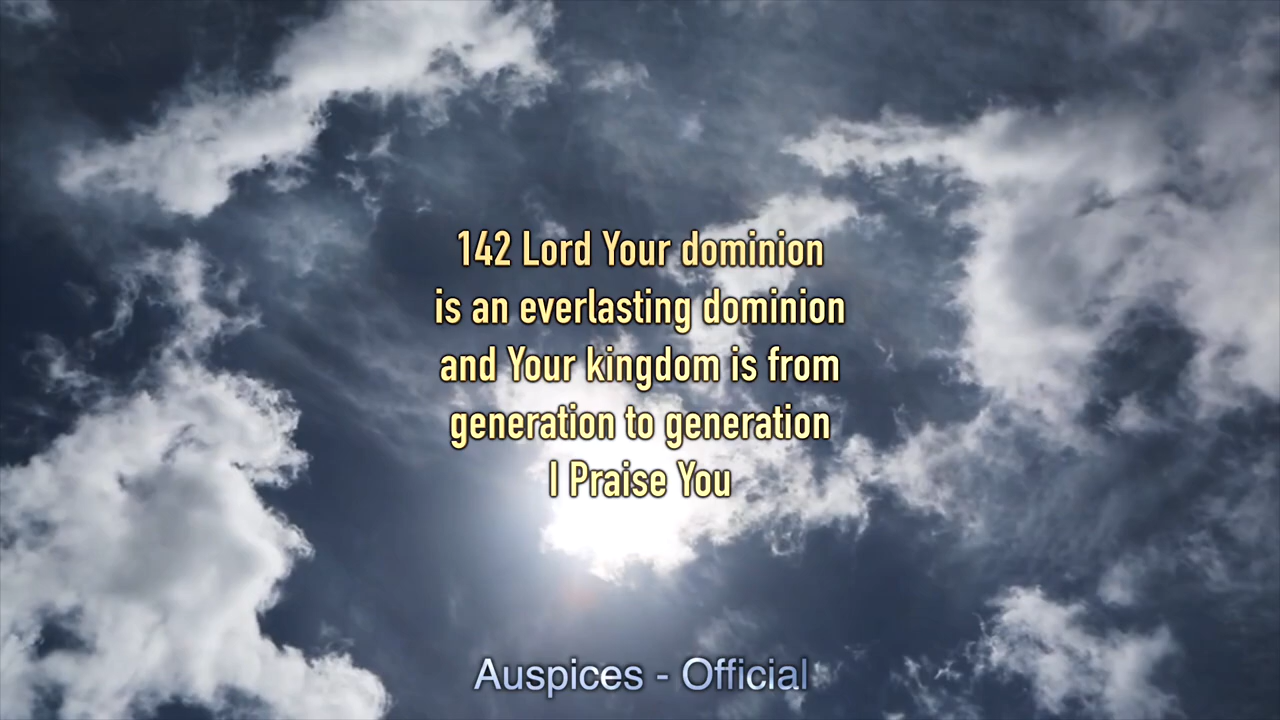 142 Lord Your dominion
is an everlasting dominion
and Your kingdom is from
generation to generation
I Praise You
Auspices - Official